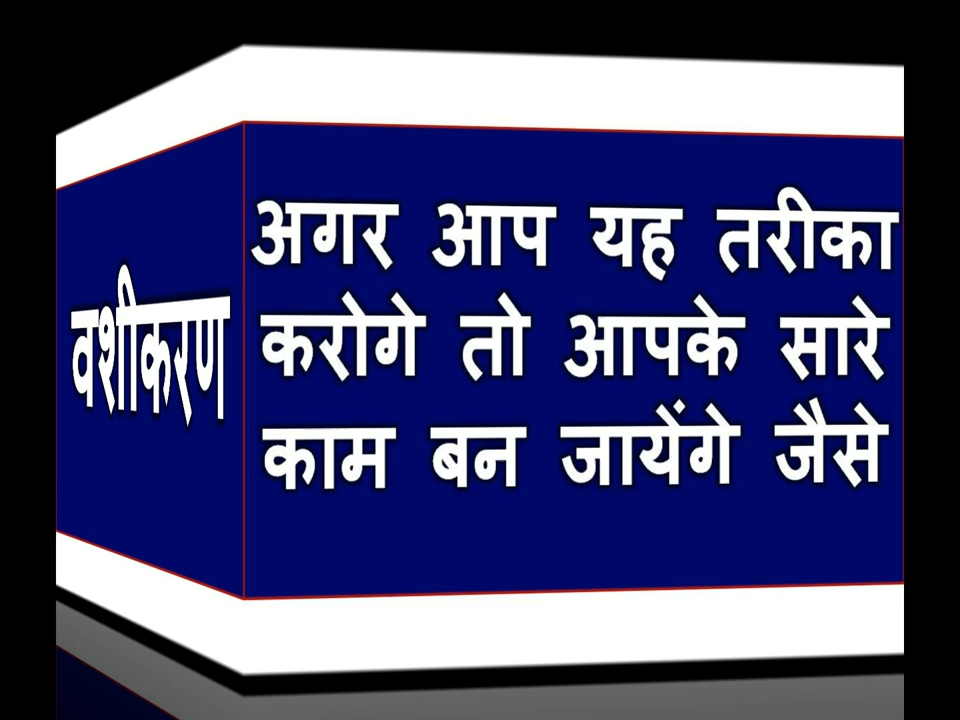 वशीकरण
अगर आप यह तरीका
करोगे तो आपके सारे
काम बन जायेंगे जैसे